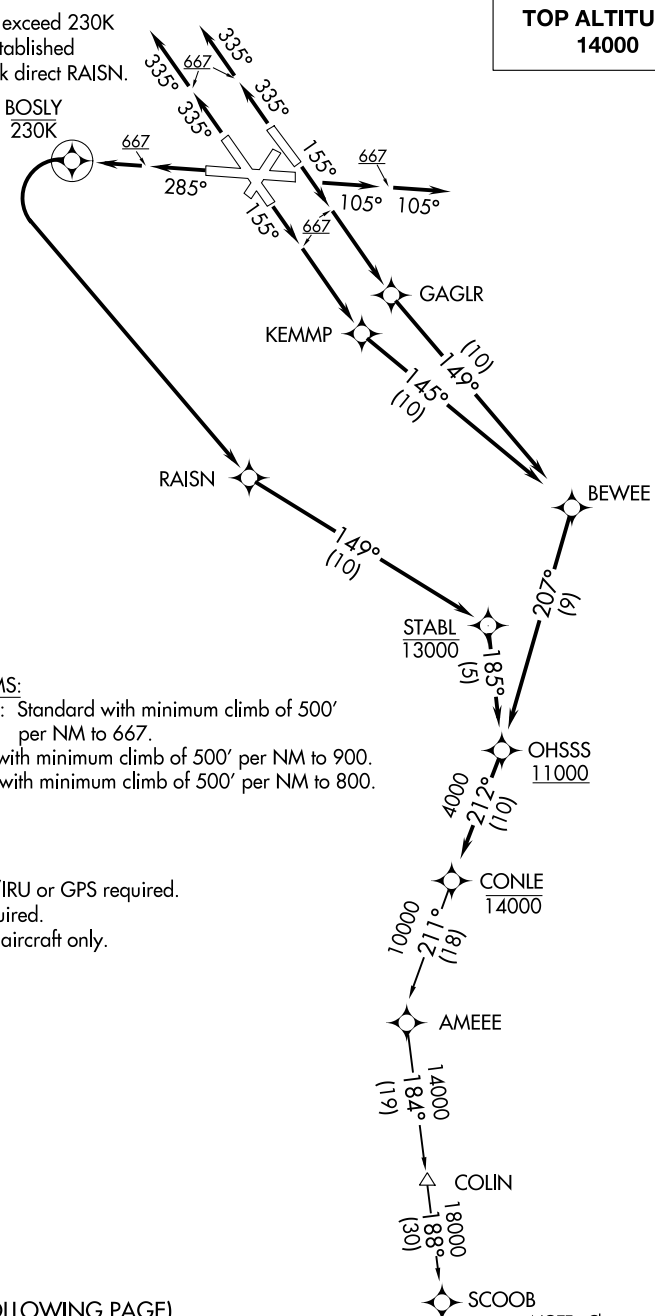 exceed 230K
tablished
k direct RAISN.
TOP ALTITU
14000
BOSLY
230K
335°
335°
667
335°
335°
667
285°
155°
155°
667
105°
105°
667
GAGLR
KEMMP
(10)
149°
145°
(10)
RAISN
BEWEE
149°
(10)
207°
(9)
STABL
13000
185°
(5)
MS:
: Standard with minimum climb of 500'
per NM to 667.
with minimum climb of 500' per NM to 900.
with minimum climb of 500' per NM to 800.
OHSSS
11000
4000
212°
(10)
/IRU or GPS required.
uired.
aircraft only.
CONLE
14000
10000
211°
(18)
AMEEE
14000
184°
(19)
COLIN
18000
188°
(30)
SCOOB
OLLOWING PAGE)